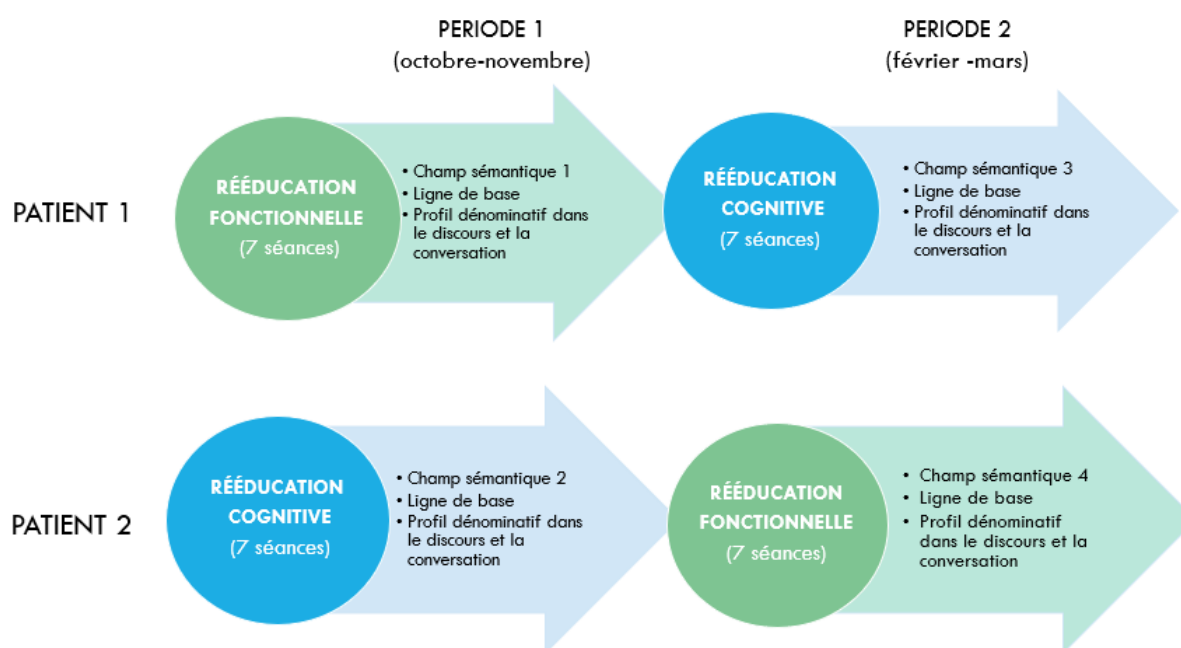 PERIODE 1
(octobre-novembre)
PERIODE 2
(février -mars)
PATIENT 1
RÉÉDUCATION
FONCTIONNELLE
(7 séances)
• Champ sémantique 1
• Ligne de base
• Profil dénominatif dans
le discours et la
conversation
RÉÉDUCATION
COGNITIVE
(7 séances)
• Champ sémantique 3
• Ligne de base
• Profil dénominatif dans
le discours et la
conversation
PATIENT 2
RÉÉDUCATION
COGNITIVE
(7 séances)
• Champ sémantique 2
• Ligne de base
• Profil dénominatif dans
le discours et la
conversation
RÉÉDUCATION
FONCTIONNELLE
(7 séances)
• Champ sémantique 4
• Ligne de base
• Profil dénominatif
dans le discours et la
conversation